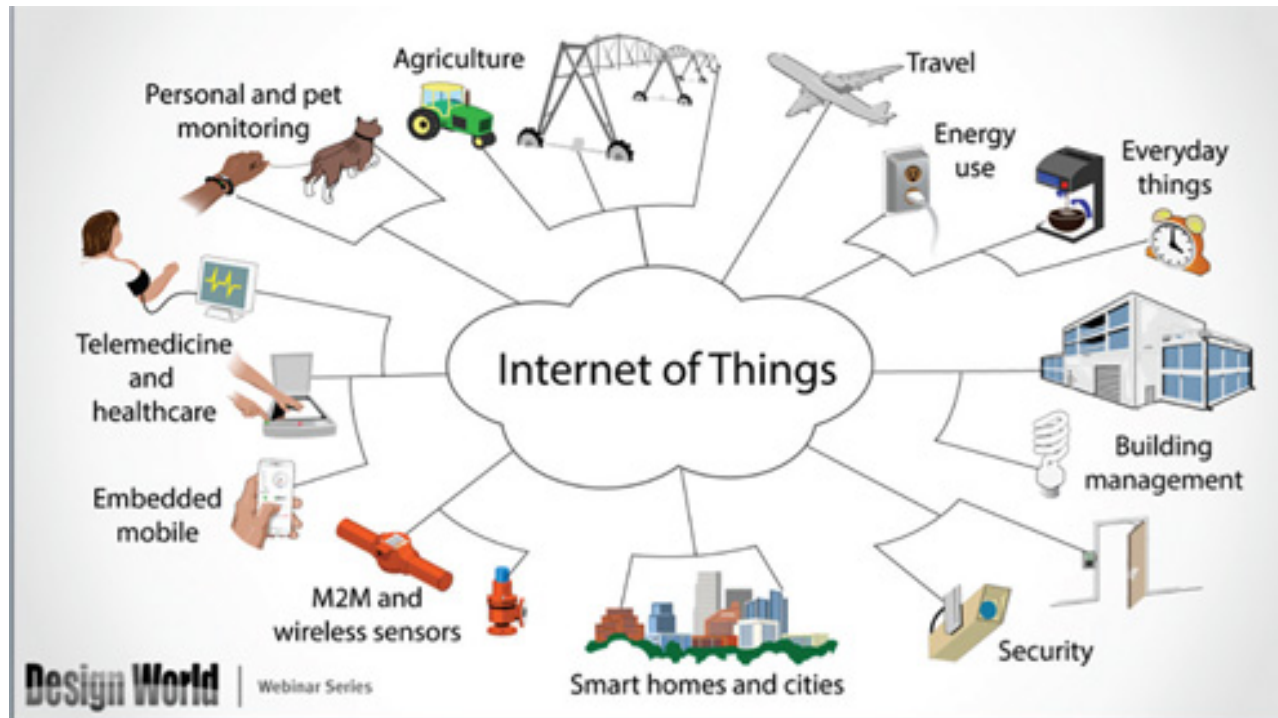 Agriculture
Travel
Personal and pet
monitoring
Energy
use
Everyday
things
Internet of Things
Telemedicine
and
healthcare
Building
management
Embedded
mobile
M2M and
wireless sensors
Smart homes and cities
Security
Design World
Webinar Series